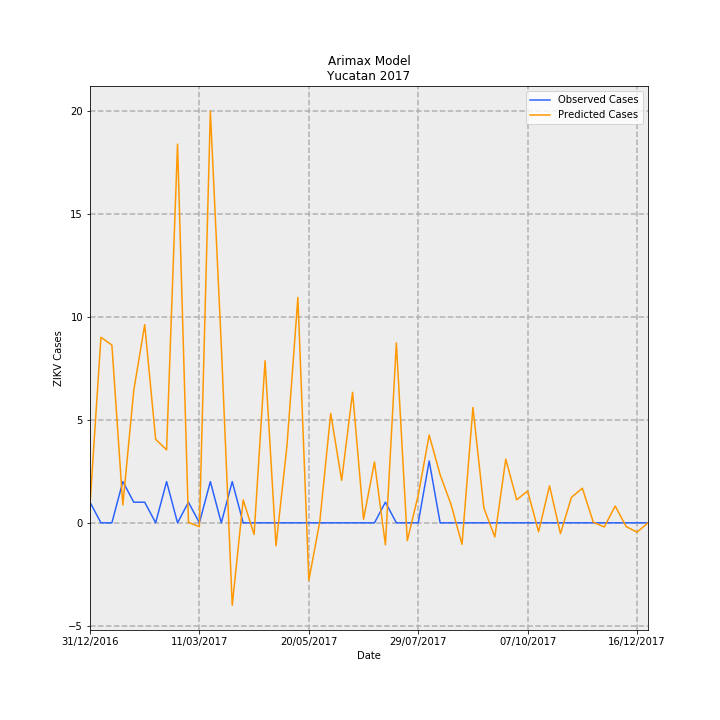 Arimax Model
Yucatan 2017
Observed Cases
Predicted Cases
20
15
10
5
0
−5
ZIKV Cases
31/12/2016 11/03/2017 20/05/2017 29/07/2017 07/10/2017 16/12/2017
Date